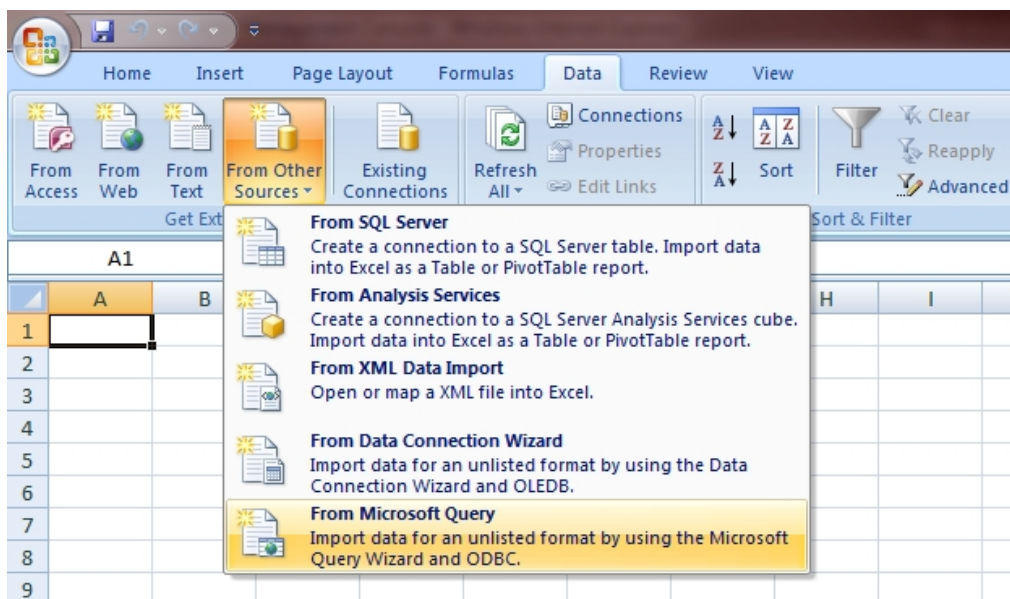 Home Insert Page Layout Formulas Data Review View
From Access
From Web
From Text
From Other Sources
Existing Connections
Refresh All
Connections
Properties
Edit Links
Sort
Filter
Clear
Reapply
Advanced
Get Ext
Sort & Filter
A1
A B H I
1
2
3
4
5
6
7
8
9
From SQL Server
Create a connection to a SQL Server table. Import data
into Excel as a Table or PivotTable report.
From Analysis Services
Create a connection to a SQL Server Analysis Services cube.
Import data into Excel as a Table or PivotTable report.
From XML Data Import
Open or map a XML file into Excel.
From Data Connection Wizard
Import data for an unlisted format by using the Data
Connection Wizard and OLEDB.
From Microsoft Query
Import data for an unlisted format by using the Microsoft
Query Wizard and ODBC.